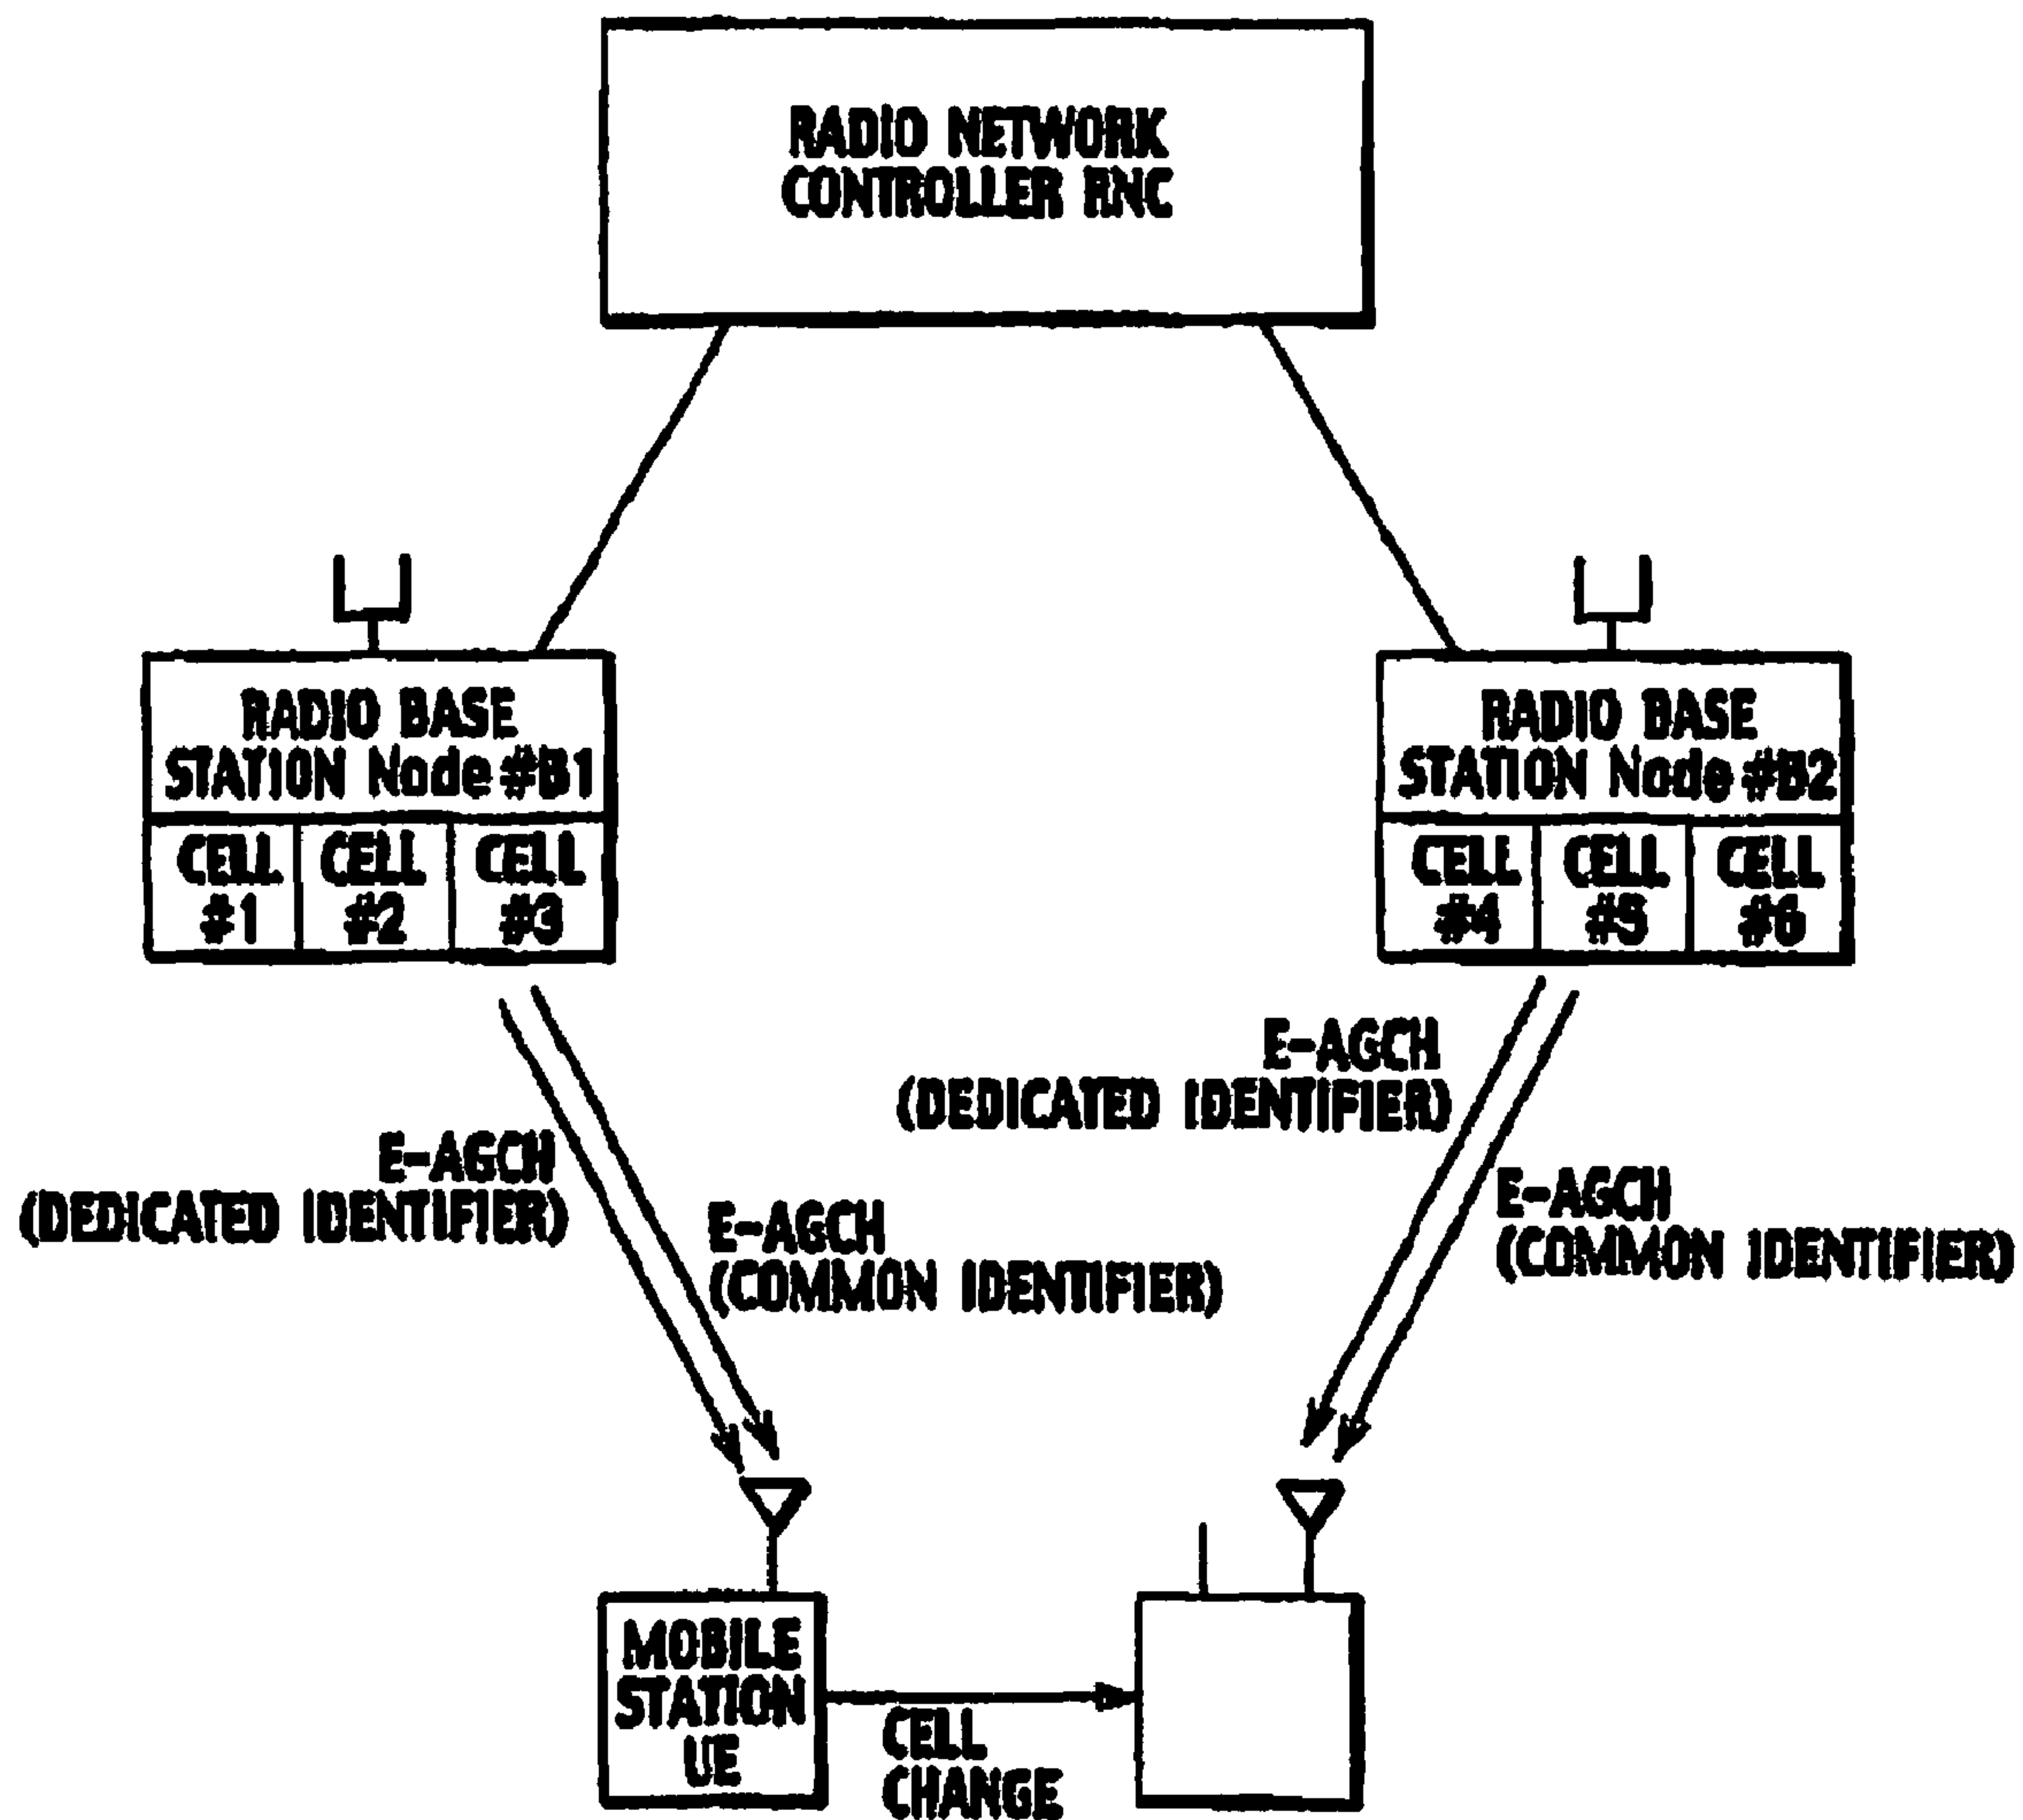 RADIO NETWORK
CONTROLLER RNC
RADIO BASE
STATION Node #B1
CELL
#1
CELL
#2
CELL
#3
RADIO BASE
STATION Node #B2
CELL
#4
CELL
#5
CELL
#6
E-AGCH
(DEDICATED IDENTIFIER)
E-AGCH
(COMMON IDENTIFIER)
E-AGCH
(DEDICATED IDENTIFIER)
E-AGCH
(COMMON IDENTIFIER)
MOBILE
STATION
UE
CELL
CHANGE